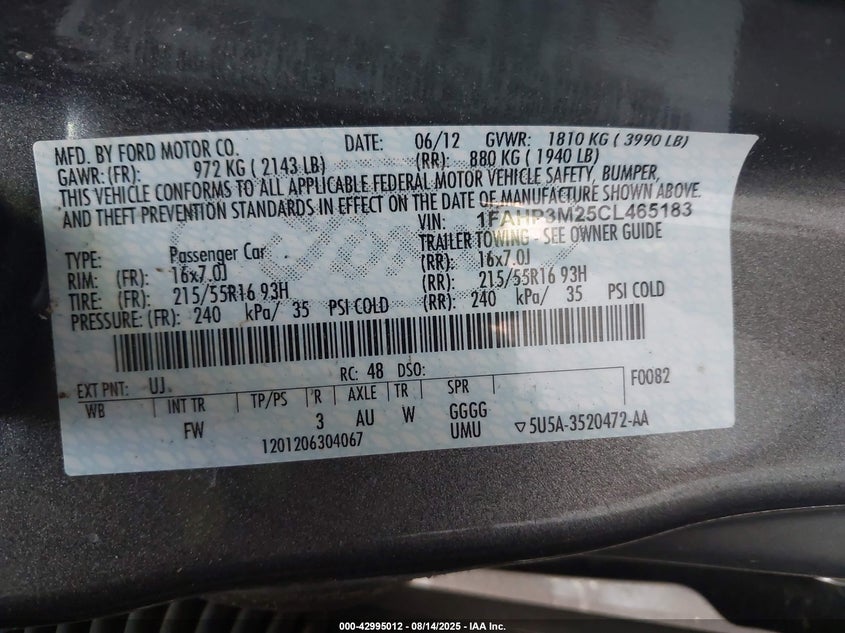 MFD. BY FORD MOTOR CO. DATE: 06/12 GVWR: 1810 KG ( 3990 LB)
GAWR: (FR): 972 KG ( 2143 LB) (RR): 880 KG ( 1940 LB)
THIS VEHICLE CONFORMS TO ALL APPLICABLE FEDERAL MOTOR VEHICLE SAFETY, BUMPER,
AND THEFT PREVENTION STANDARDS IN EFFECT ON THE DATE OF MANUFACTURE SHOWN ABOVE.
VIN: 1FAHP3M25CL465183
TYPE: Passenger Car TRAILER TOWING - SEE OWNER GUIDE
RIM: (FR): 16x7.0J (RR): 16x7.0J
TIRE: (FR): 215/55R16 93H (RR): 215/55R16 93H
PRESSURE: (FR): 240 kPa/ 35 PSI COLD (RR): 240 kPa/ 35 PSI COLD
RC: 48 DSO:
EXT PNT: UJ F0082
WB INT TR TP/PS R AXLE TR SPR
FW 3 AU W GGGG
1201206304067 UMU ▽5U5A-3520472-AA
000-42995012 - 08/14/2025 - IAA Inc.